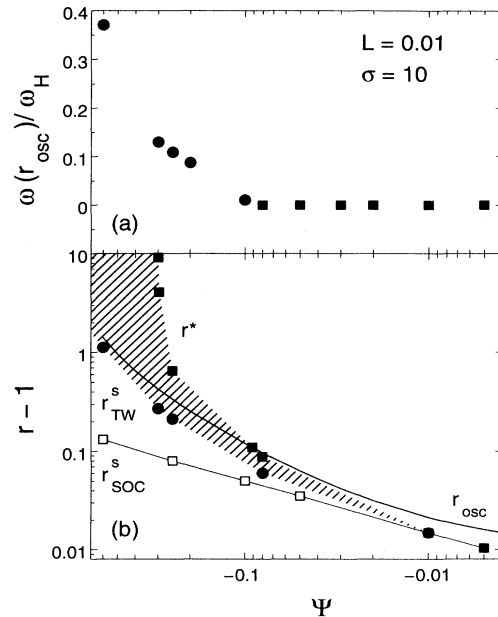 0.4
0.3
0.2
0.1
0
ω(r_osc)/ω_H
L = 0.01
σ = 10
(a)
10
1
0.1
0.01
r − 1
r*
r^s_TW
r^s_SOC
r_osc
(b)
−0.1
−0.01
Ψ